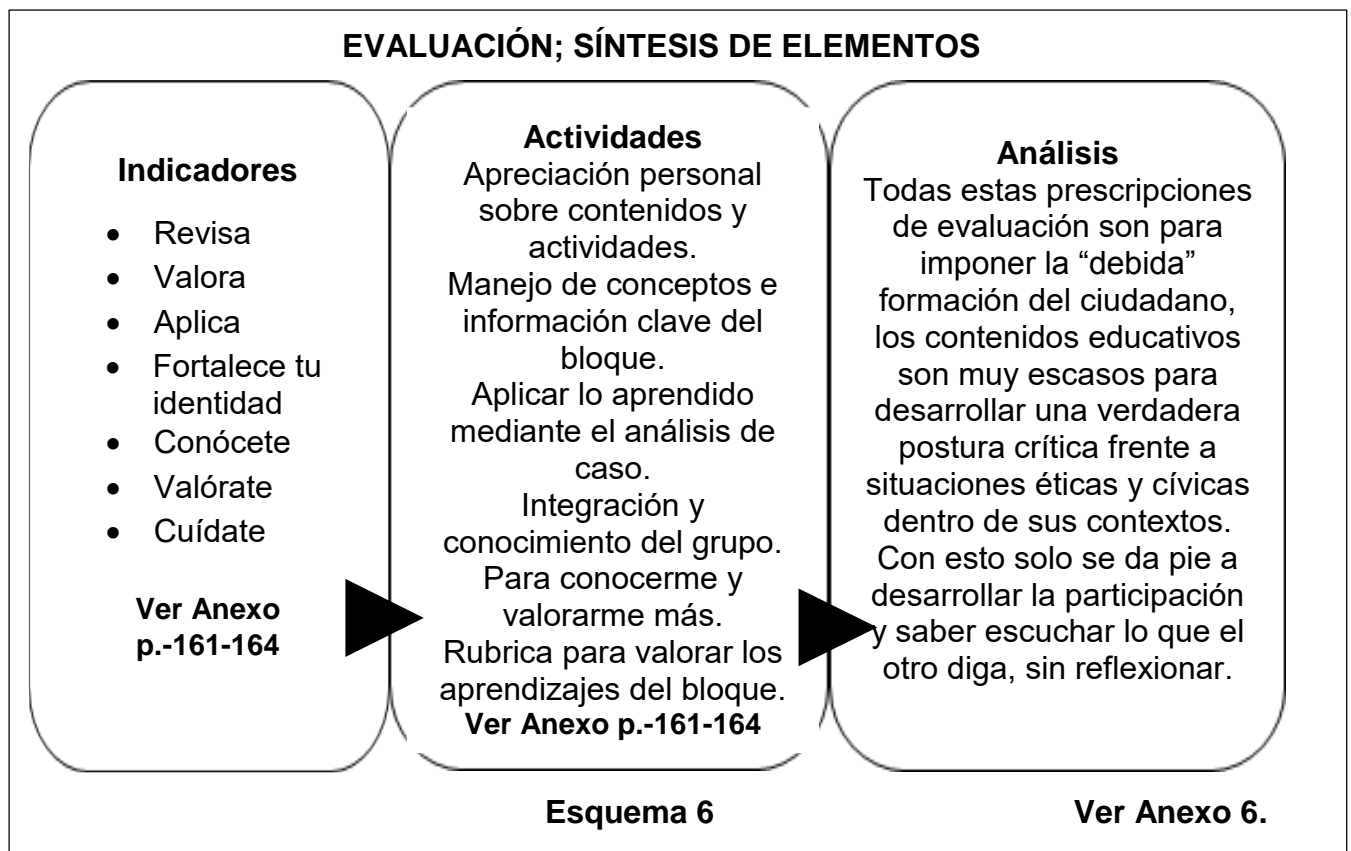 EVALUACIÓN; SÍNTESIS DE ELEMENTOS
Indicadores
• Revisa
• Valora
• Aplica
• Fortalece tu
identidad
• Conócete
• Valórate
• Cuídate
Ver Anexo
p.-161-164
Actividades
Apreciación personal
sobre contenidos y
actividades.
Manejo de conceptos e
información clave del
bloque.
Aplicar lo aprendido
mediante el análisis de
caso.
Integración y
conocimiento del grupo.
Para conocerme y
valorarme más.
Rubrica para valorar los
aprendizajes del bloque.
Ver Anexo p.-161-164
Análisis
Todas estas prescripciones
de evaluación son para
imponer la “debida”
formación del ciudadano,
los contenidos educativos
son muy escasos para
desarrollar una verdadera
postura crítica frente a
situaciones éticas y cívicas
dentro de sus contextos.
Con esto solo se da pie a
desarrollar la participación
y saber escuchar lo que el
otro diga, sin reflexionar.
Esquema 6
Ver Anexo 6.